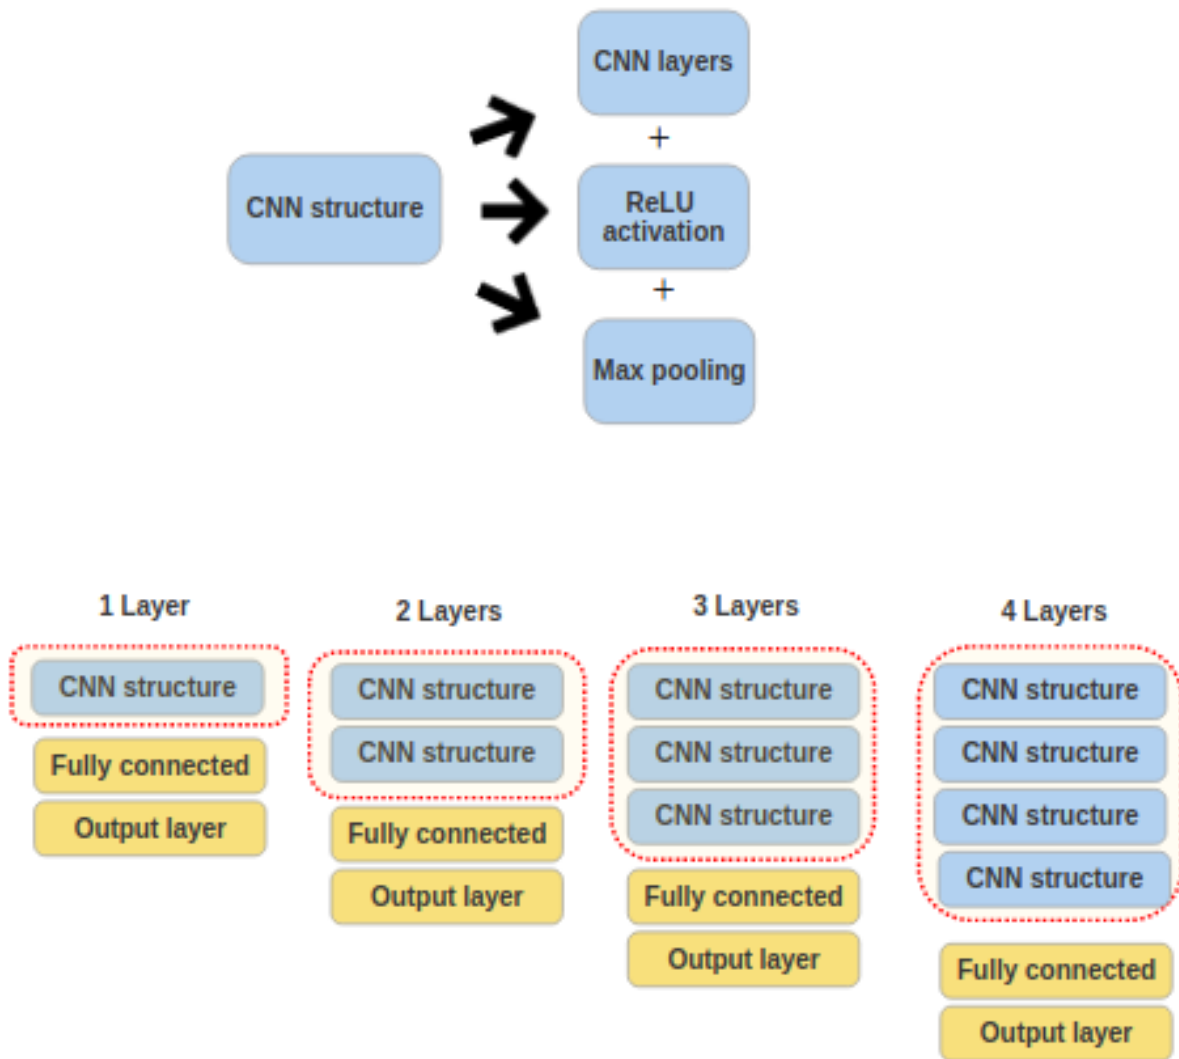 CNN layers
+
CNN structure
ReLU
activation
+
Max pooling
1 Layer
CNN structure
Fully connected
Output layer
2 Layers
CNN structure
CNN structure
Fully connected
Output layer
3 Layers
CNN structure
CNN structure
CNN structure
Fully connected
Output layer
4 Layers
CNN structure
CNN structure
CNN structure
CNN structure
Fully connected
Output layer